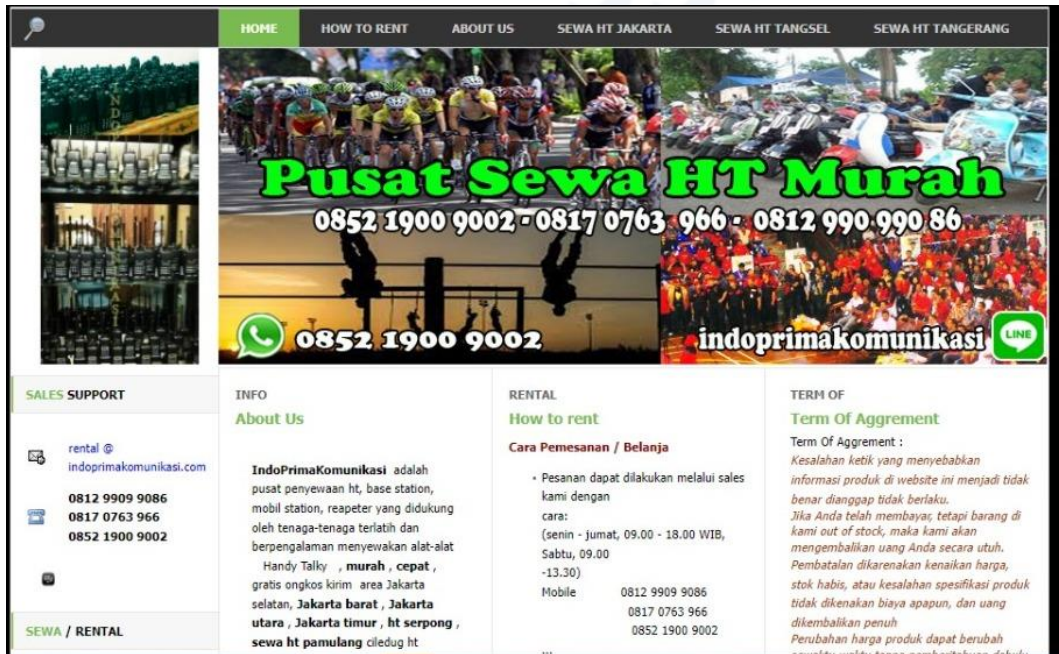 HOME HOW TO RENT ABOUT US SEWA HT JAKARTA SEWA HT TANGSEL SEWA HT TANGERANG
Pusat Sewa HT Murah
0852 1900 9002 - 0817 0763 966 - 0812 990 990 86
0852 1900 9002
indoprimakomunikasi LINE
SALES SUPPORT
rental @
indoprimakomunikasi.com
0812 9909 9086
0817 0763 966
0852 1900 9002
SEWA / RENTAL
INFO
About Us
IndoPrimaKomunikasi adalah
pusat penyewaan ht, base station,
mobil station, reapeter yang didukung
oleh tenaga-tenaga terlatih dan
berpengalaman menyewakan alat-alat
Handy Talky , murah , cepat ,
gratis ongkos kirim area Jakarta
selatan, Jakarta barat , Jakarta
utara , Jakarta timur , ht serpong ,
sewa ht pamulang ciledug ht
RENTAL
How to rent
Cara Pemesanan / Belanja
• Pesanan dapat dilakukan melalui sales
kami dengan
cara:
(senin - jumat, 09.00 - 18.00 WIB,
Sabtu, 09.00
-13.30)
Mobile 0812 9909 9086
0817 0763 966
0852 1900 9002
TERM OF
Term Of Aggrement
Term Of Aggrement :
Kesalahan ketik yang menyebabkan
informasi produk di website ini menjadi tidak
benar dianggap tidak berlaku.
Jika Anda telah membayar, tetapi barang di
kami out of stock, maka kami akan
mengembalikan uang Anda secara utuh.
Pembatalan dikarenakan kenaikan harga,
stok habis, atau kesalahan spesifikasi produk
tidak dikenakan biaya apapun, dan uang
dikembalikan penuh
Perubahan harga produk dapat berubah